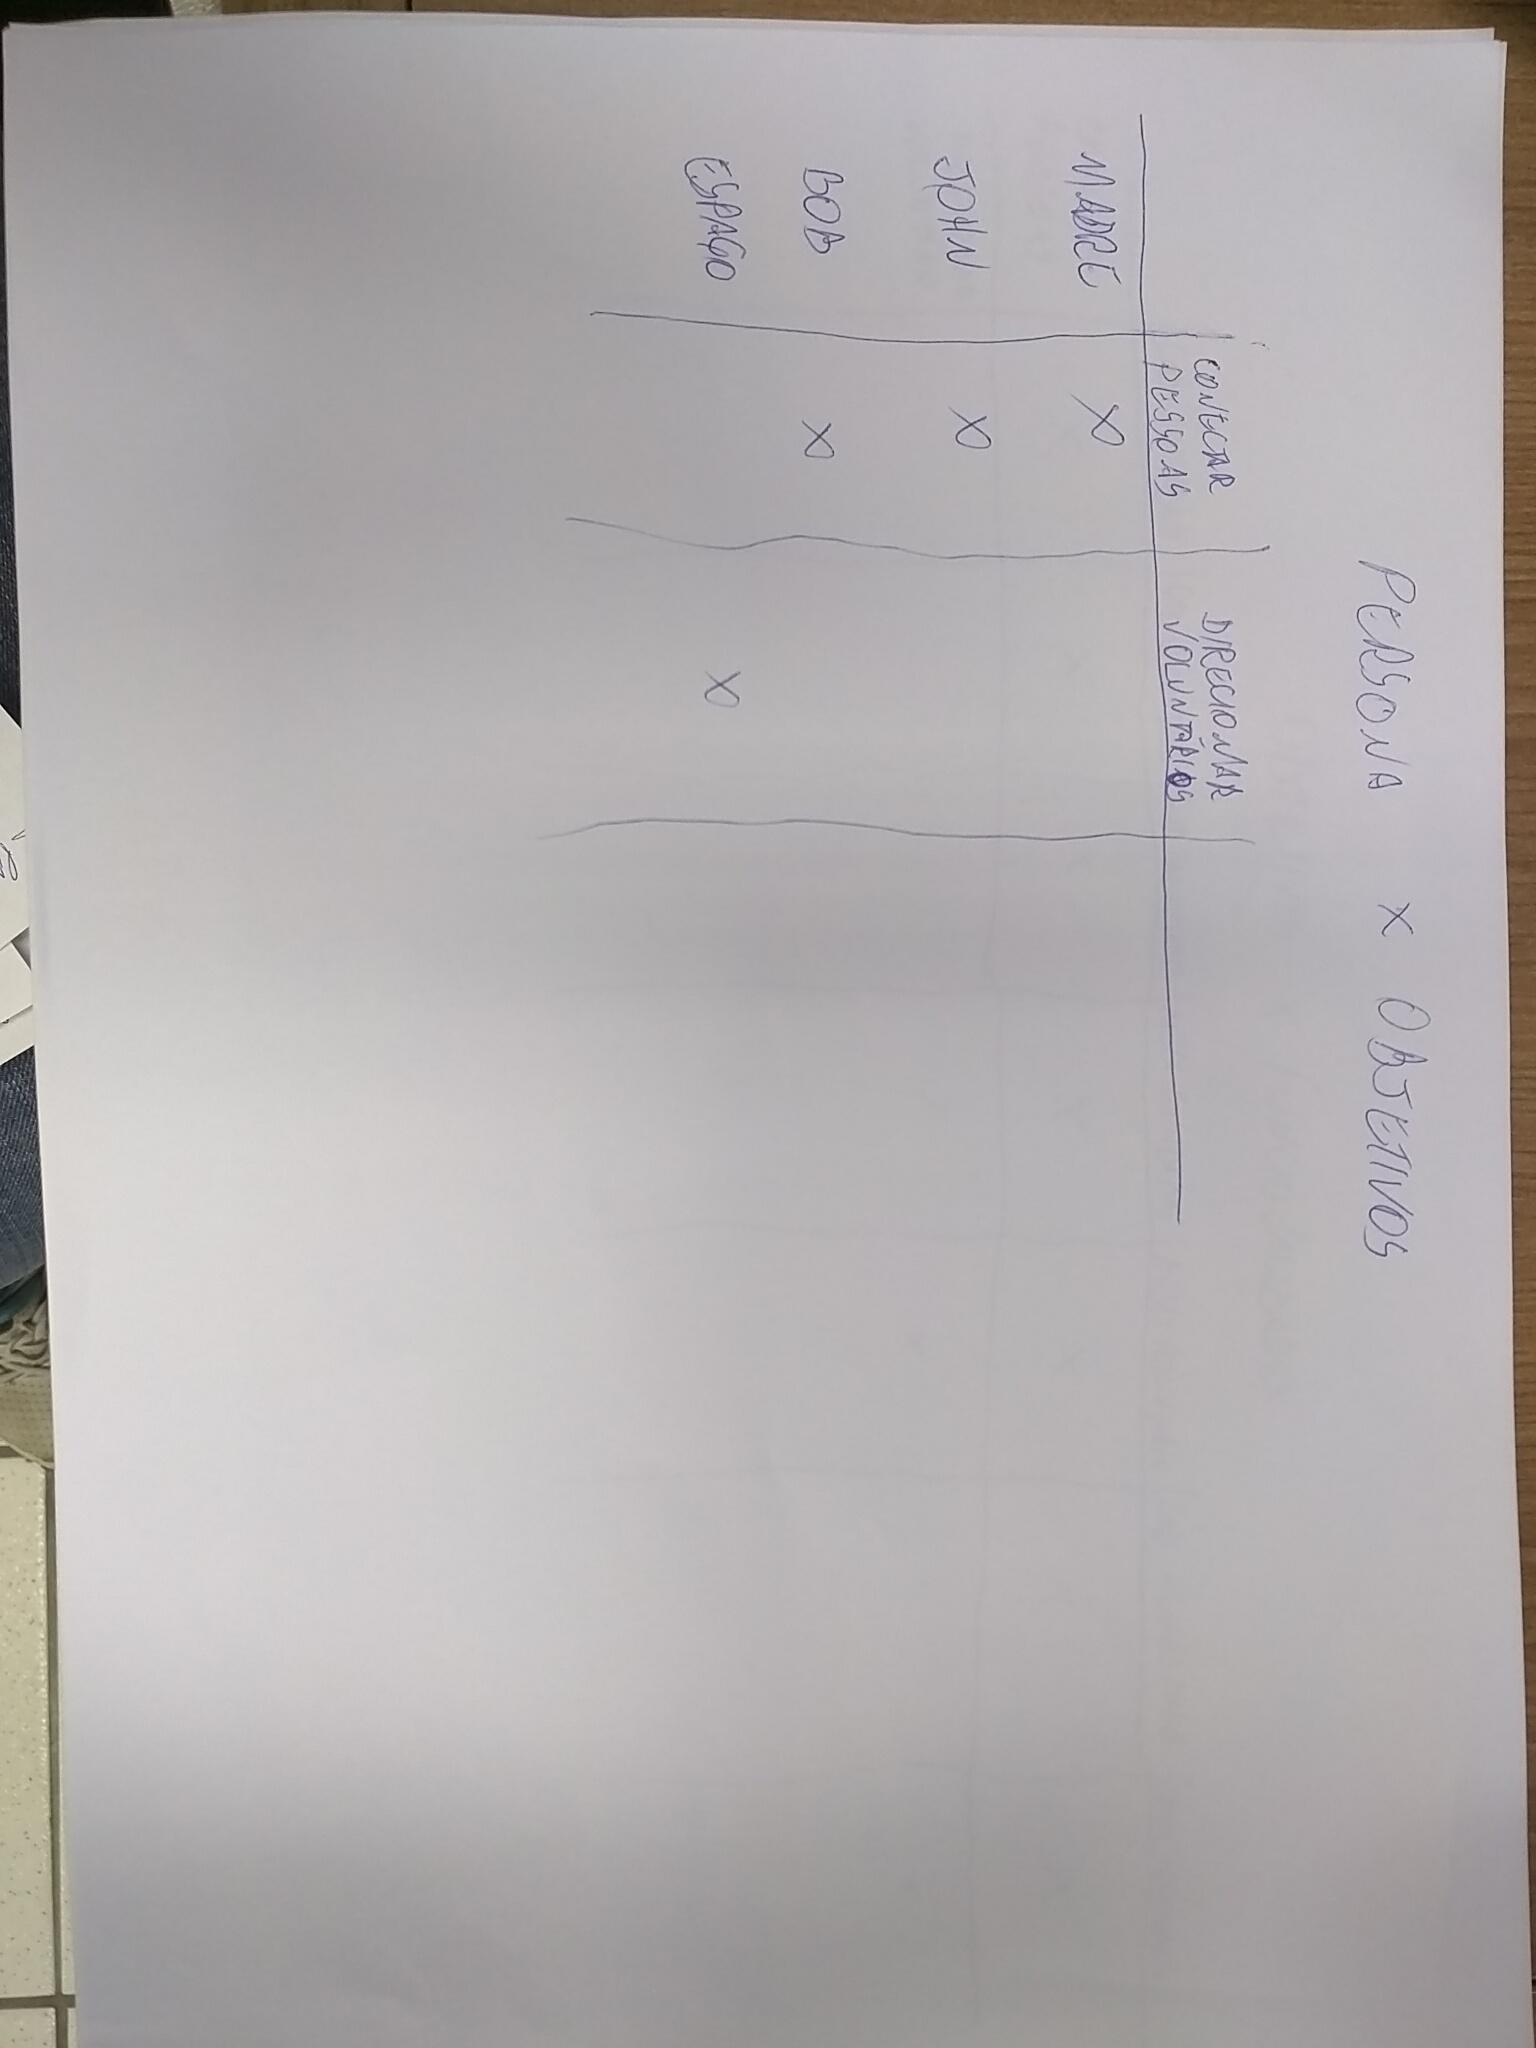 PERSONA X OBJETIVOS
CONECTAR DIRECIONAR
PESSOAS VOLUNTÁRIOS
MADRE X
JOHN X
BOB X
ESPAÇO X